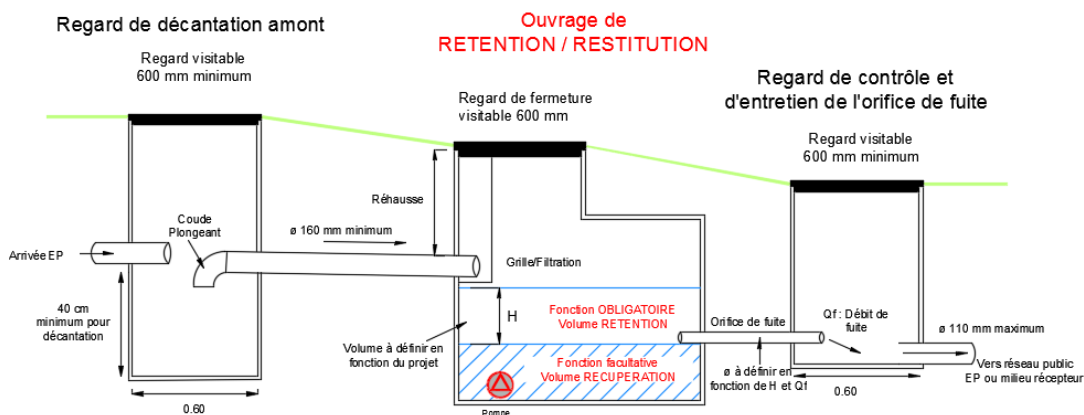 Regard de décantation amont
Regard visitable
600 mm minimum
Ouvrage de
RETENTION / RESTITUTION
Regard de fermeture
visitable 600 mm
Regard de contrôle et
d'entretien de l'orifice de fuite
Regard visitable
600 mm minimum
Arrivée EP
Coude
Plongeant
ø 160 mm minimum
Réhausse
Grille/Filtration
40 cm
minimum pour
décantation
0.60
Volume à définir en
fonction du projet
H
Fonction OBLIGATOIRE
Volume RETENTION
Fonction facultative
Volume RECUPERATION
Pompe
Orifice de fuite
ø à définir en
fonction de H et Qf
Qf : Débit de
fuite
ø 110 mm maximum
Vers réseau public
EP ou milieu récepteur
0.60